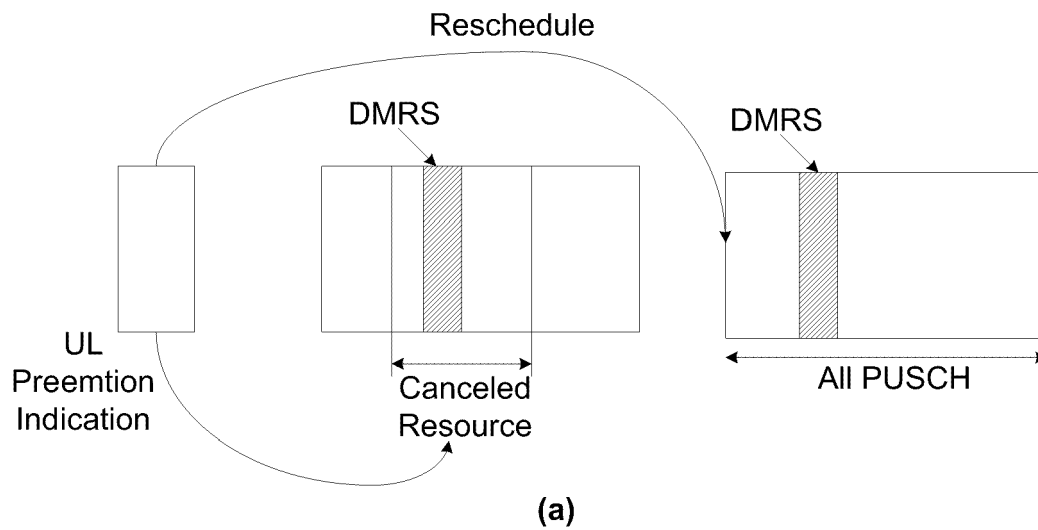 Reschedule
DMRS
DMRS
UL
Preemtion
Indication
Canceled
Resource
All PUSCH
(a)